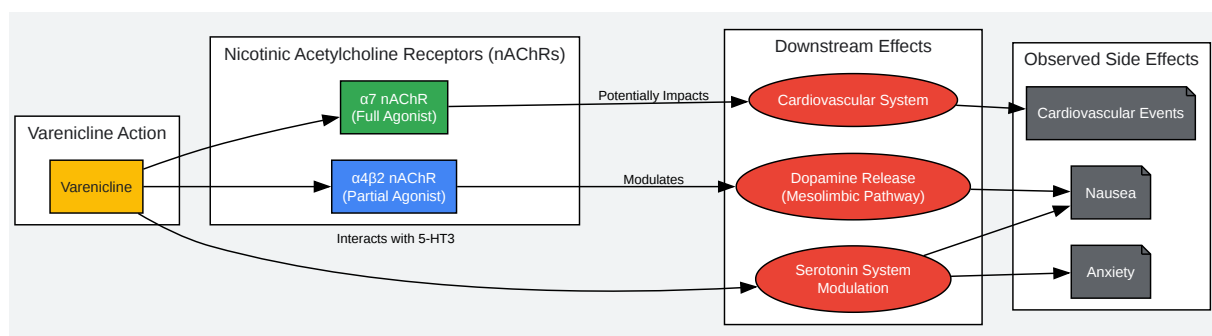 Varenicline Action
Varenicline
Nicotinic Acetylcholine Receptors (nAChRs)
α7 nAChR
(Full Agonist)
α4β2 nAChR
(Partial Agonist)
Interacts with 5-HT3
Potentially Impacts
Modulates
Downstream Effects
Cardiovascular System
Dopamine Release
(Mesolimbic Pathway)
Serotonin System
Modulation
Observed Side Effects
Cardiovascular Events
Nausea
Anxiety